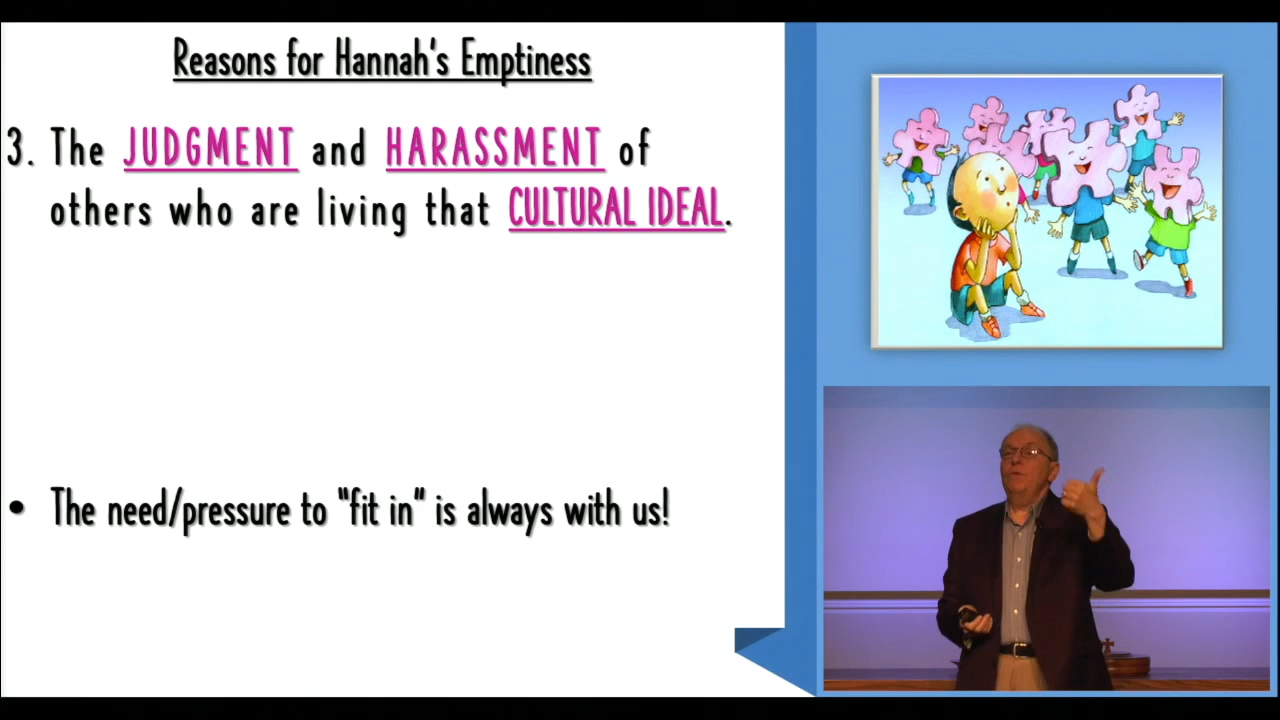 Reasons for Hannah's Emptiness
3. The JUDGMENT and HARASSMENT of
others who are living that CULTURAL IDEAL.
• The need/pressure to "fit in" is always with us!